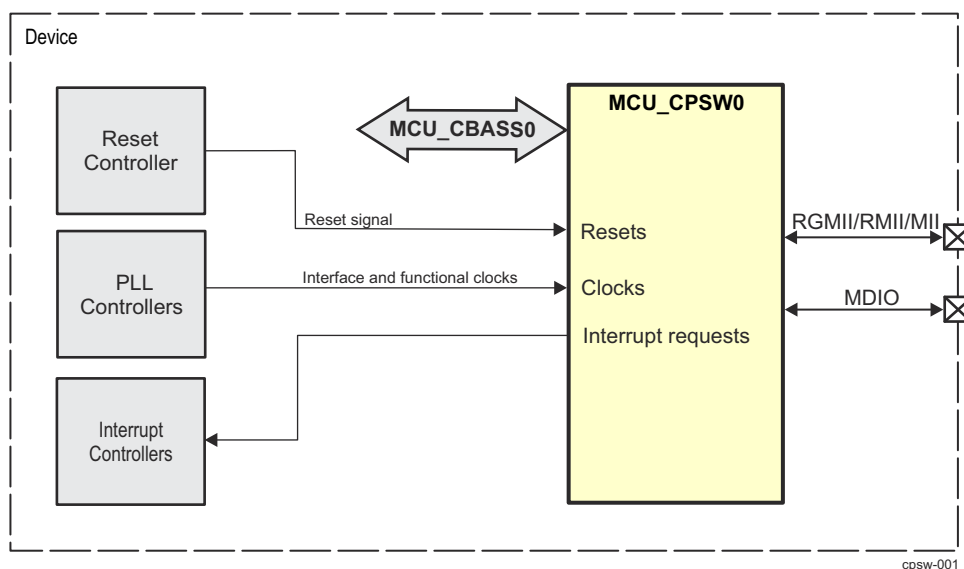 Device
Reset
Controller
MCU_CBASS0
MCU_CPSW0
Reset signal
Resets
RGMII/RMII/MII
PLL
Controllers
Interface and functional clocks
Clocks
MDIO
Interrupt requests
Interrupt
Controllers
cpsw-001